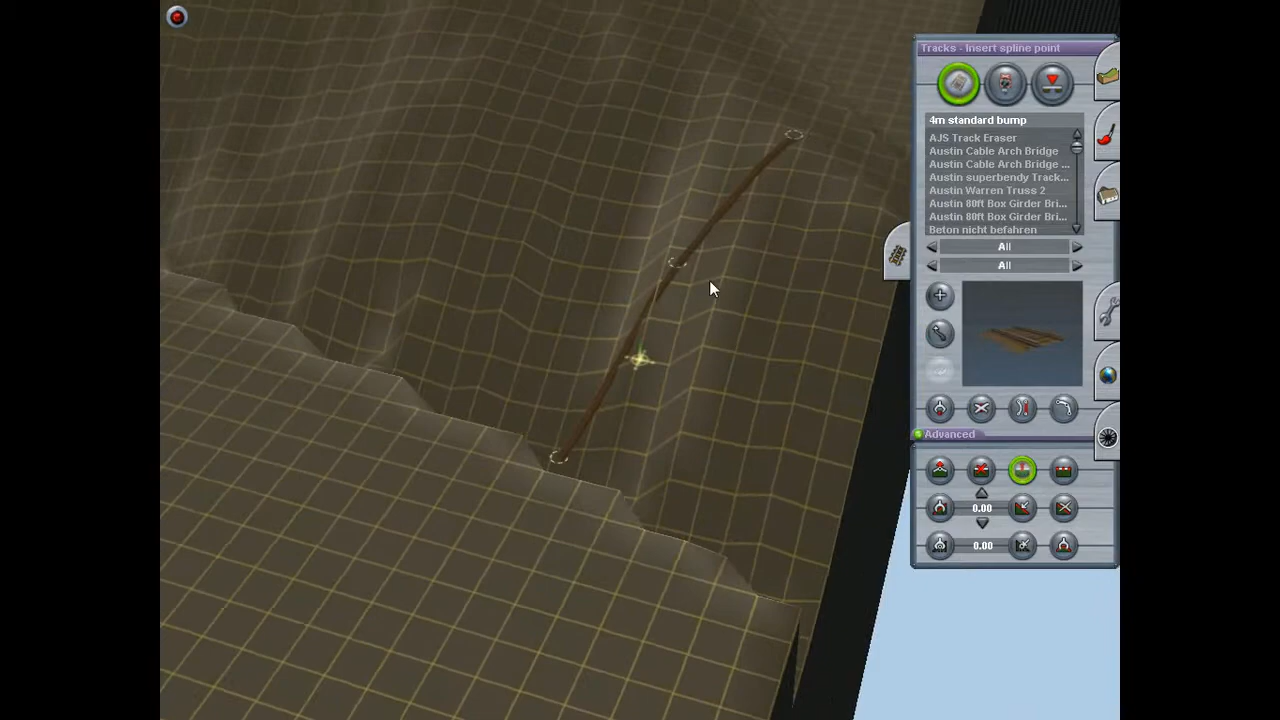 Tracks - Insert spline point
4m standard bump
AJS Track Eraser
Austin Cable Arch Bridge
Austin Cable Arch Bridge ...
Austin superbendy Track...
Austin Warren Truss 2
Austin 80ft Box Girder Bri...
Austin 80ft Box Girder Bri...
Beton nicht befahren
All
All
Advanced
0.00
0.00